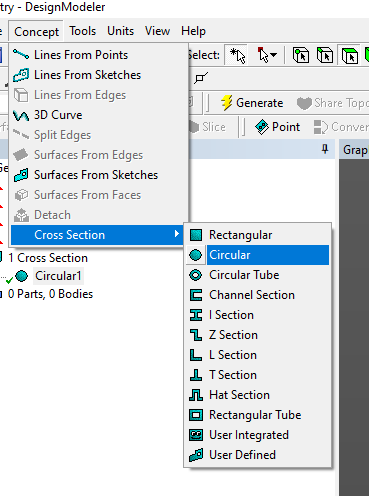 try - DesignModeler
Concept Tools Units View Help
Lines From Points
Select:
Lines From Sketches
Lines From Edges
3D Curve
Generate
Share Topo
Split Edges
Slice
Point
Conver
Surfaces From Edges
Grap
Surfaces From Sketches
Surfaces From Faces
Detach
Cross Section
Rectangular
1 Cross Section
Circular
Circular1
Circular Tube
0 Parts, 0 Bodies
Channel Section
I Section
Z Section
L Section
T Section
Hat Section
Rectangular Tube
User Integrated
User Defined